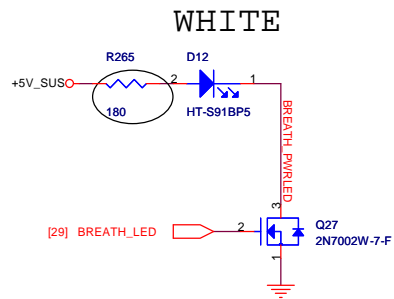 WHITE
R265 D12
+5V_SUS 2 1
180 HT-S91BP5
BREATH_PWRLED
3
Q27
[29] BREATH_LED 2
2N7002W-7-F
1